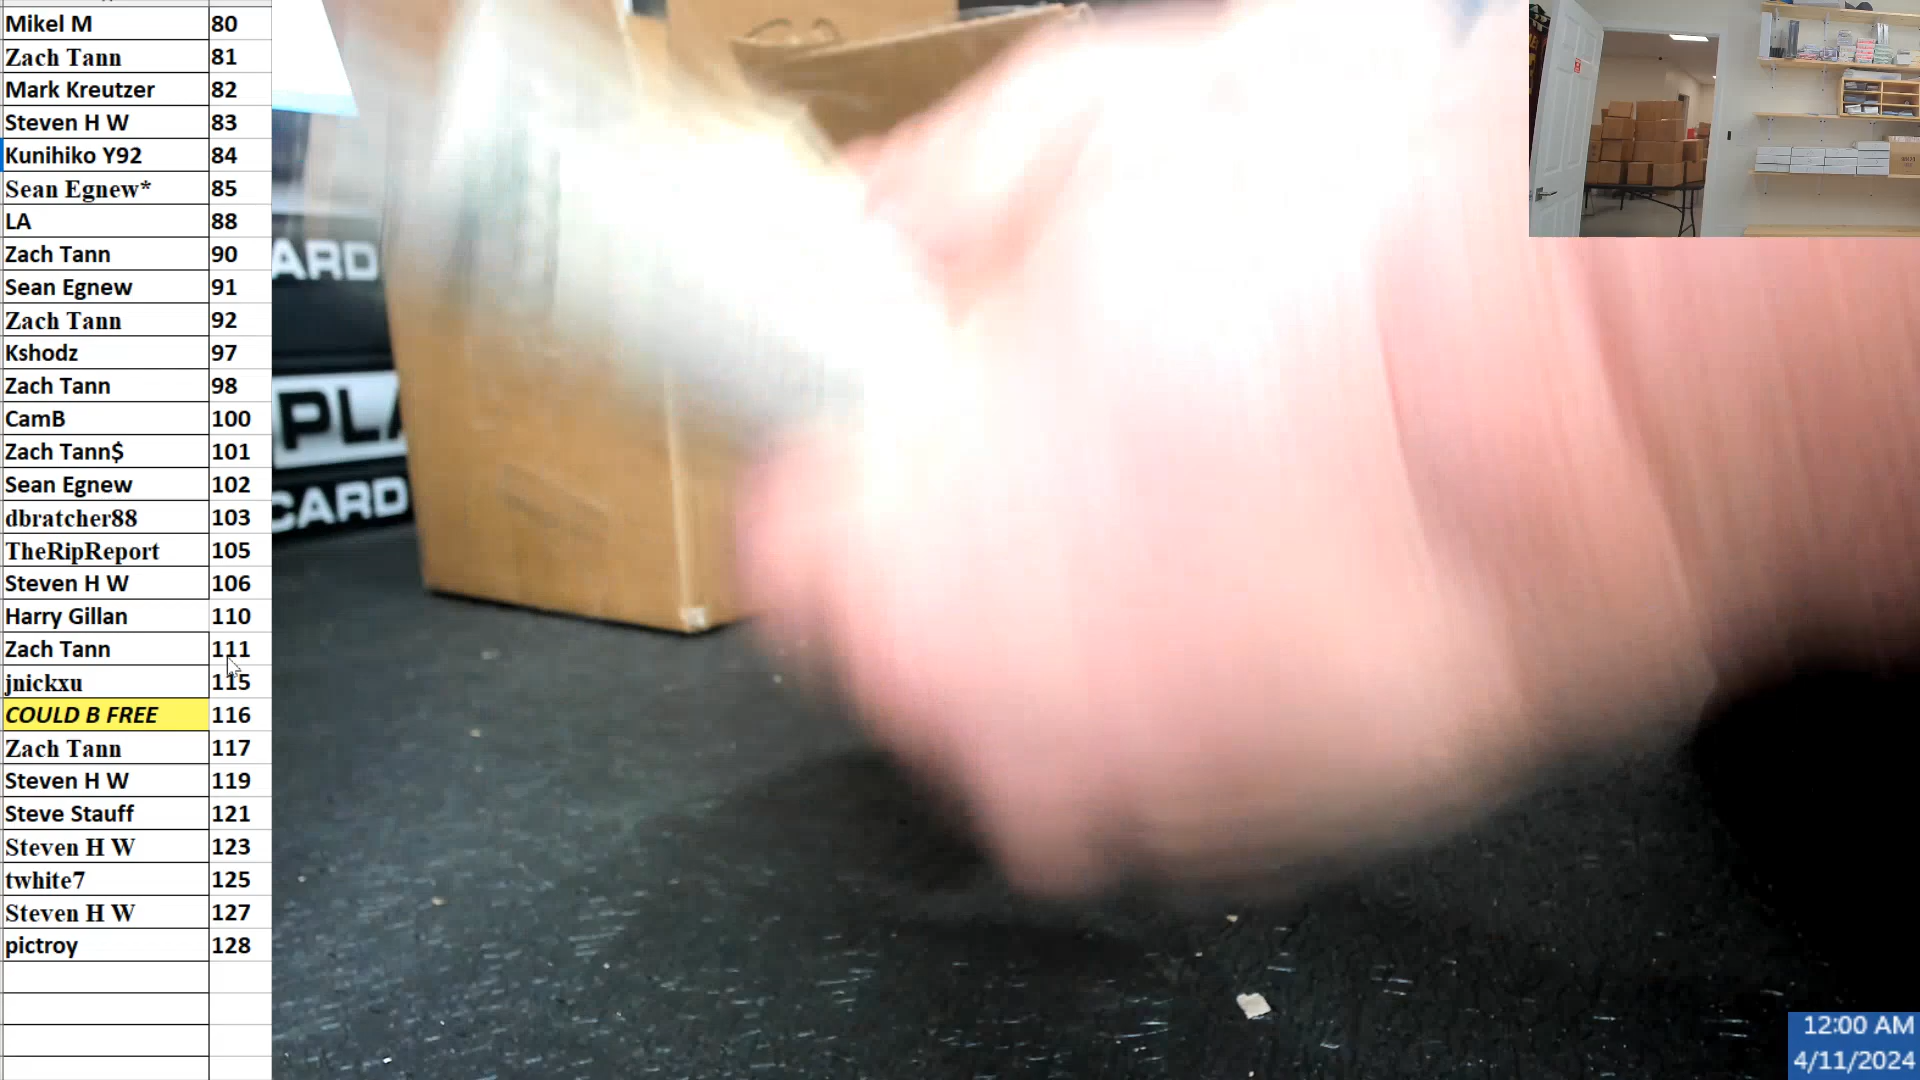 Mikel M 80
Zach Tann 81
Mark Kreutzer 82
Steven H W 83
Kunihiko Y92 84
Sean Egnew* 85
LA 88
Zach Tann 90
Sean Egnew 91
Zach Tann 92
Kshodz 97
Zach Tann 98
CamB 100
Zach Tann$ 101
Sean Egnew 102
dbratcher88 103
TheRipReport 105
Steven H W 106
Harry Gillan 110
Zach Tann 111
jnickxu 115
COULD B FREE 116
Zach Tann 117
Steven H W 119
Steve Stauff 121
Steven H W 123
twhite7 125
Steven H W 127
pictroy 128
ARD
PLA
CARD
12:00 AM
4/11/2024